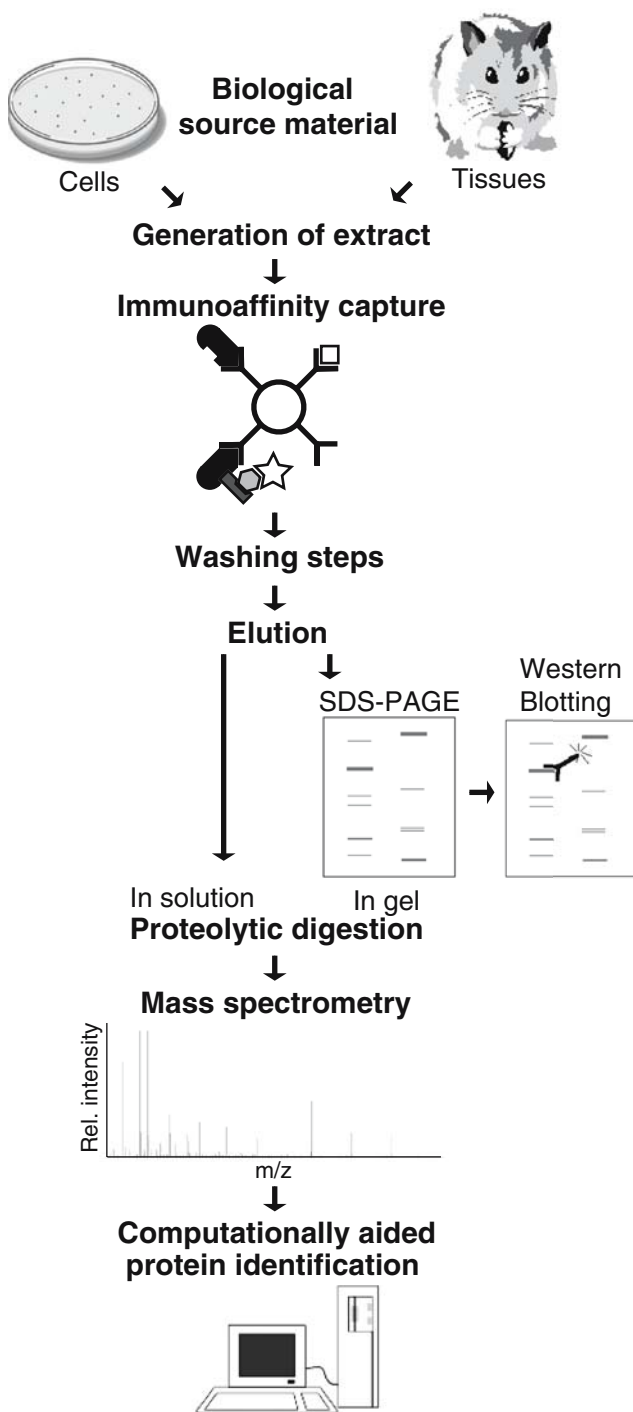 Biological
source material
Cells
Tissues
Generation of extract
Immunoaffinity capture
Washing steps
Elution
SDS-PAGE
Western
Blotting
In solution
In gel
Proteolytic digestion
Mass spectrometry
Rel. intensity
m/z
Computationally aided
protein identification